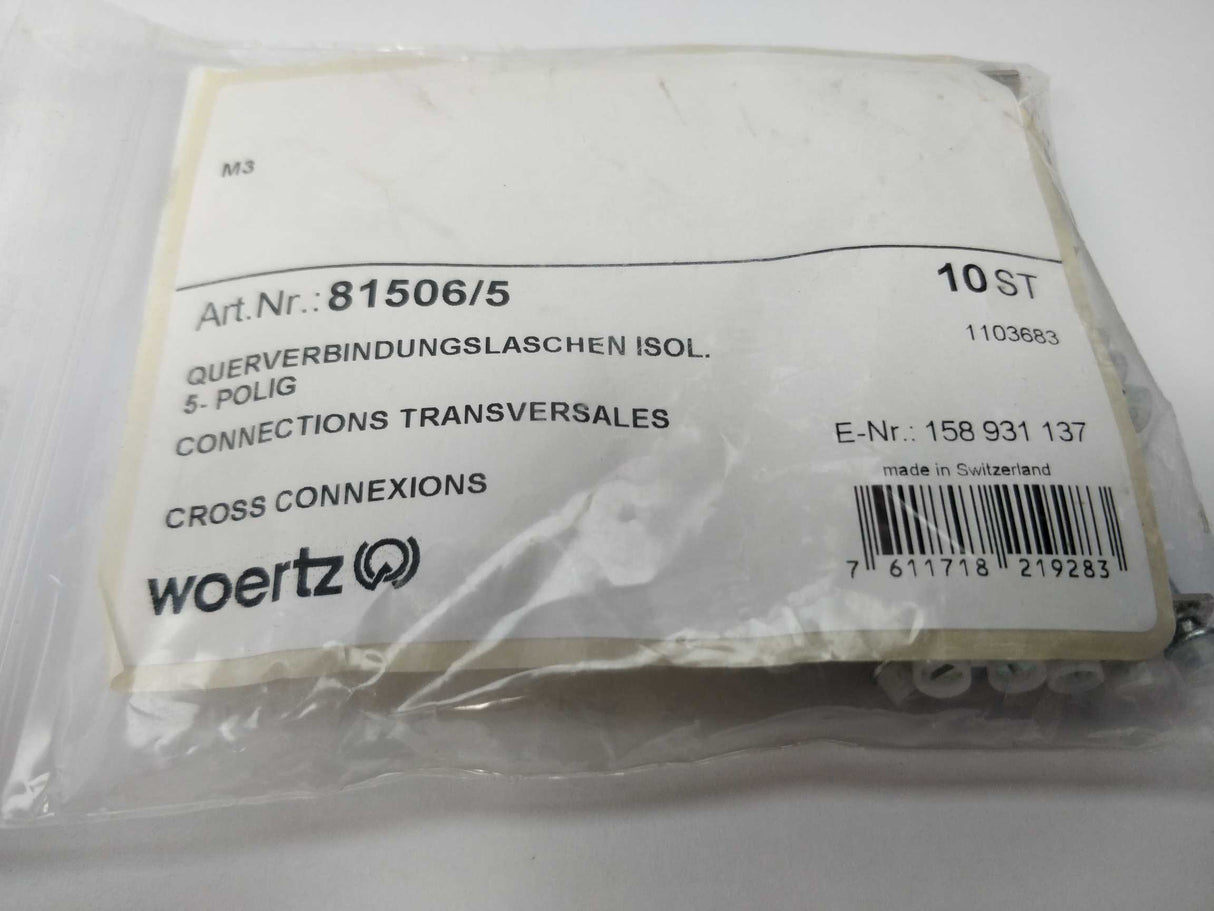 M3
Art.Nr.: 81506/5
10 ST
1103683
QUERVERBINDUNGSLASCHEN ISOL.
5- POLIG
CONNECTIONS TRANSVERSALES
E-Nr.: 158 931 137
made in Switzerland
CROSS CONNEXIONS
woertz
7 611718 219283